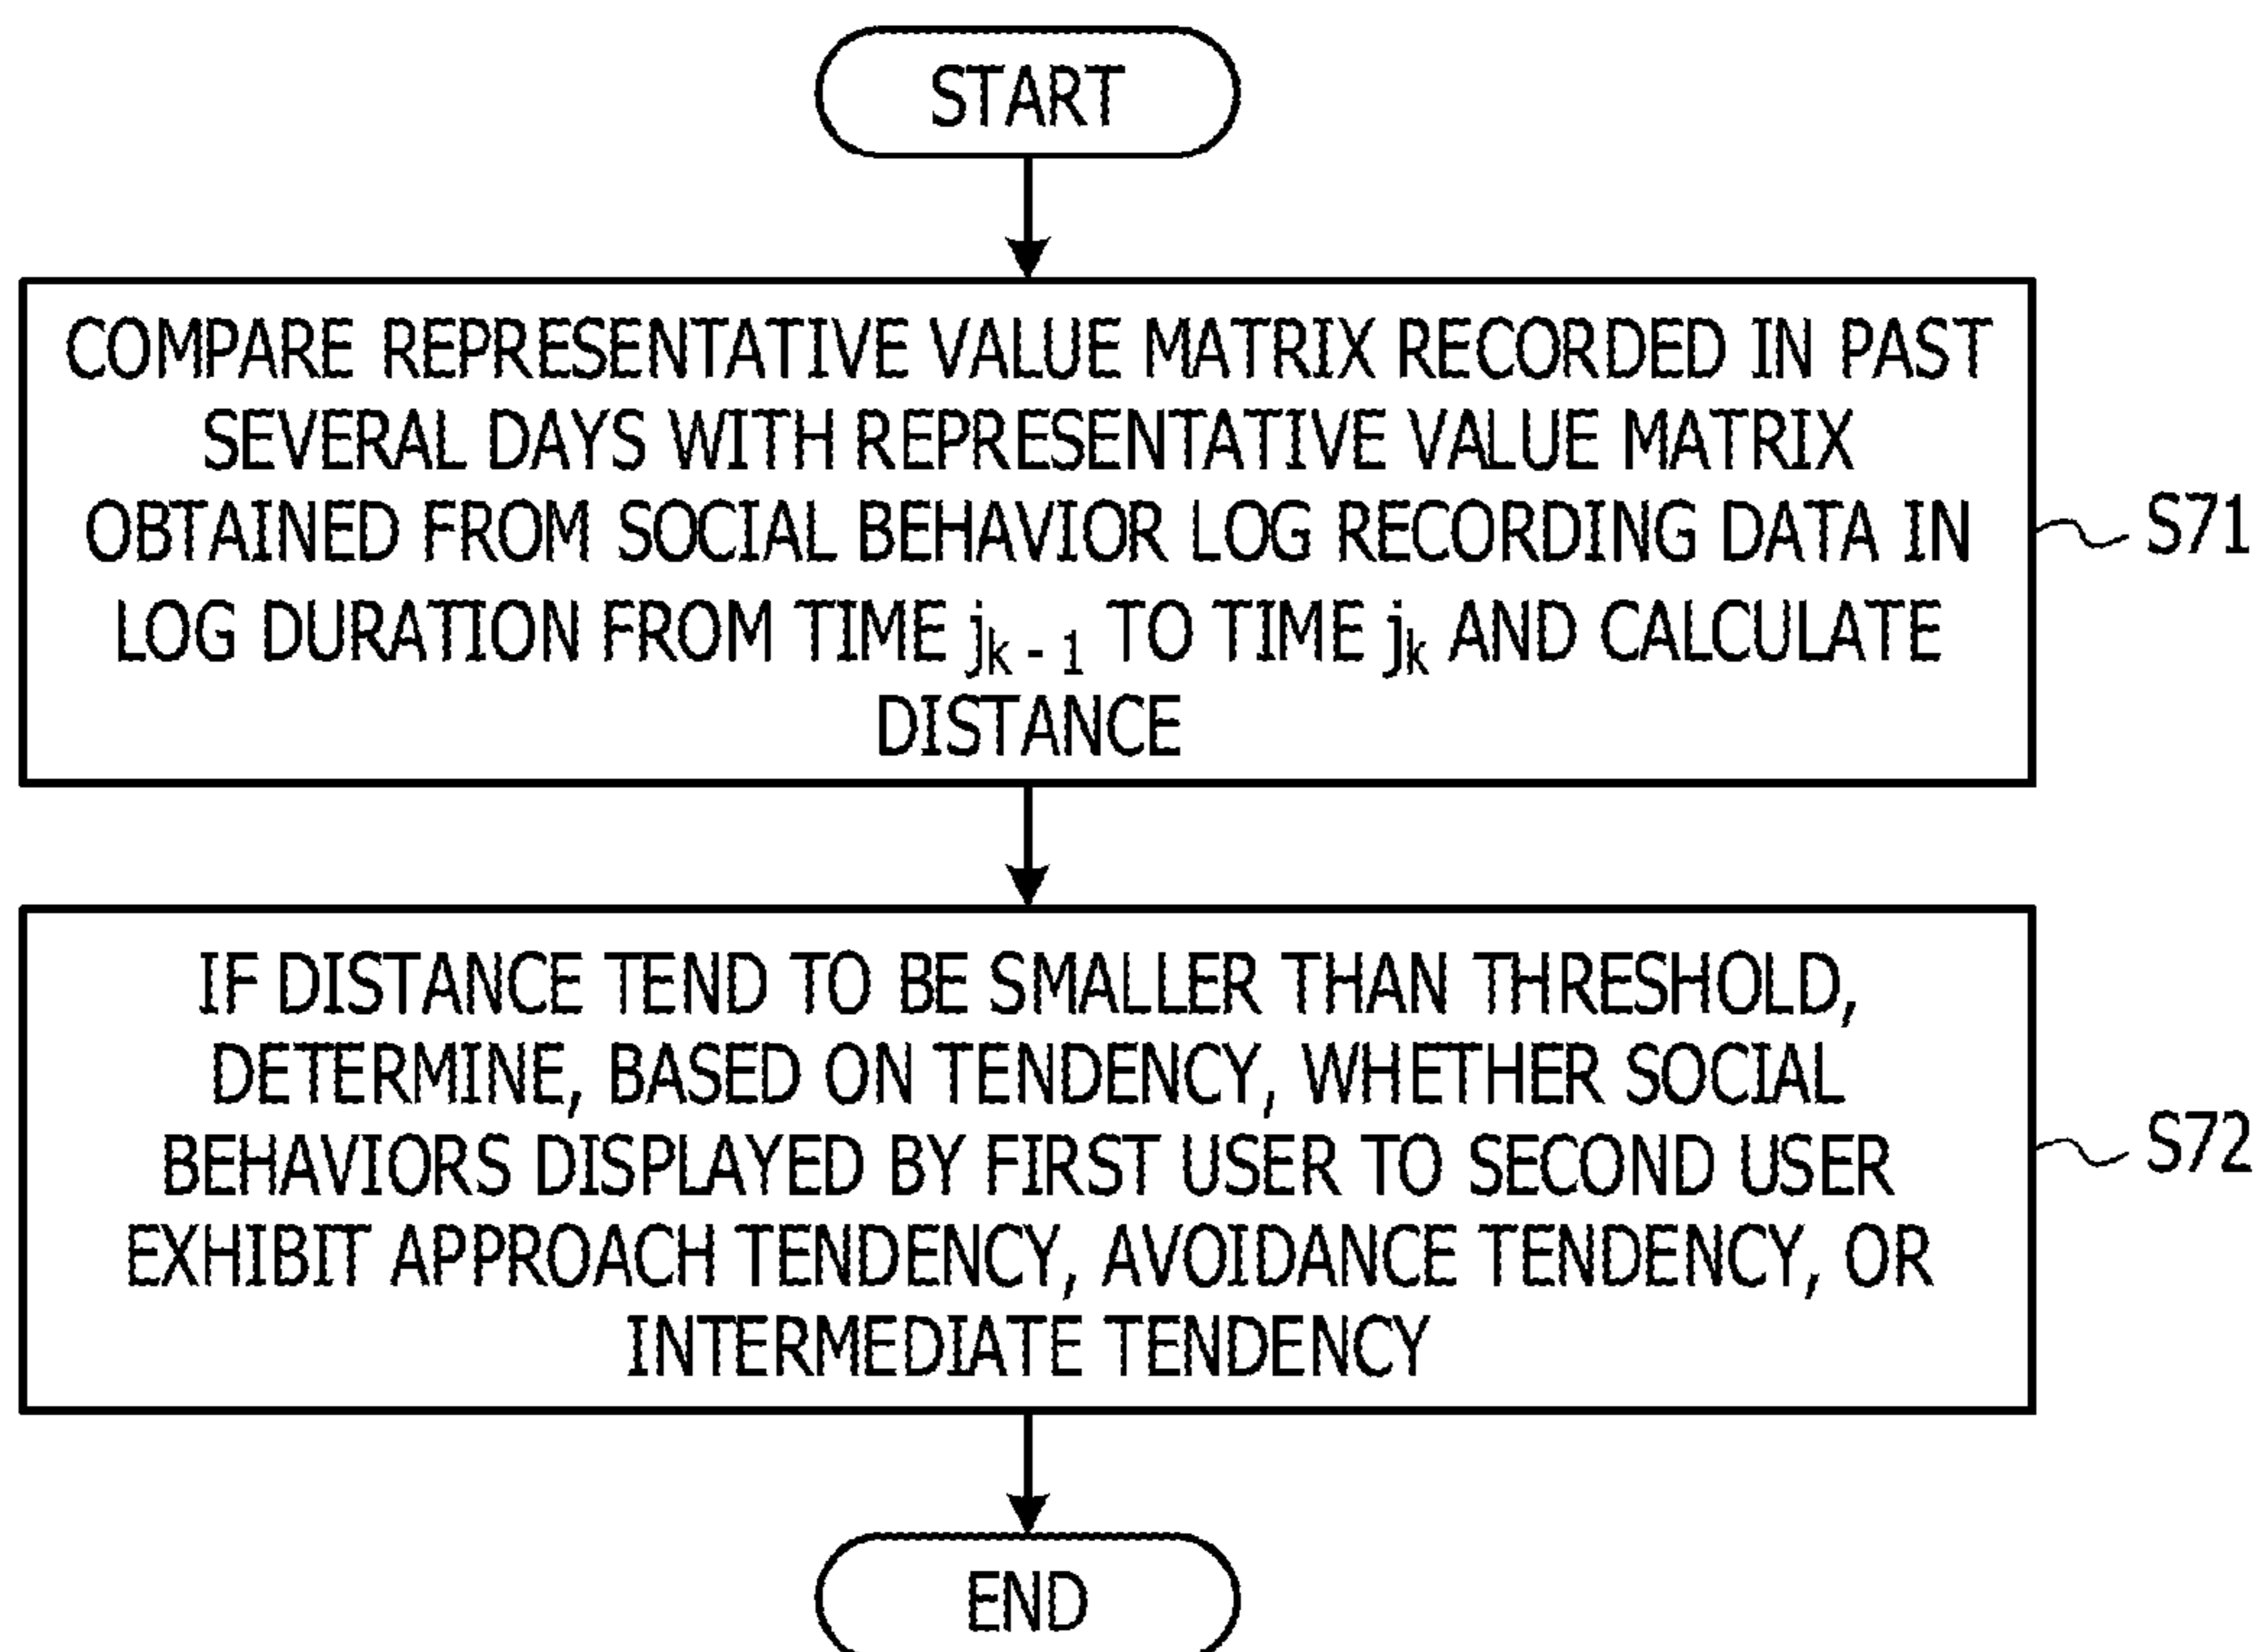 START
COMPARE REPRESENTATIVE VALUE MATRIX RECORDED IN PAST
SEVERAL DAYS WITH REPRESENTATIVE VALUE MATRIX
OBTAINED FROM SOCIAL BEHAVIOR LOG RECORDING DATA IN
LOG DURATION FROM TIME j_{k-1} TO TIME j_k AND CALCULATE
DISTANCE
S71
IF DISTANCE TEND TO BE SMALLER THAN THRESHOLD,
DETERMINE, BASED ON TENDENCY, WHETHER SOCIAL
BEHAVIORS DISPLAYED BY FIRST USER TO SECOND USER
EXHIBIT APPROACH TENDENCY, AVOIDANCE TENDENCY, OR
INTERMEDIATE TENDENCY
S72
END